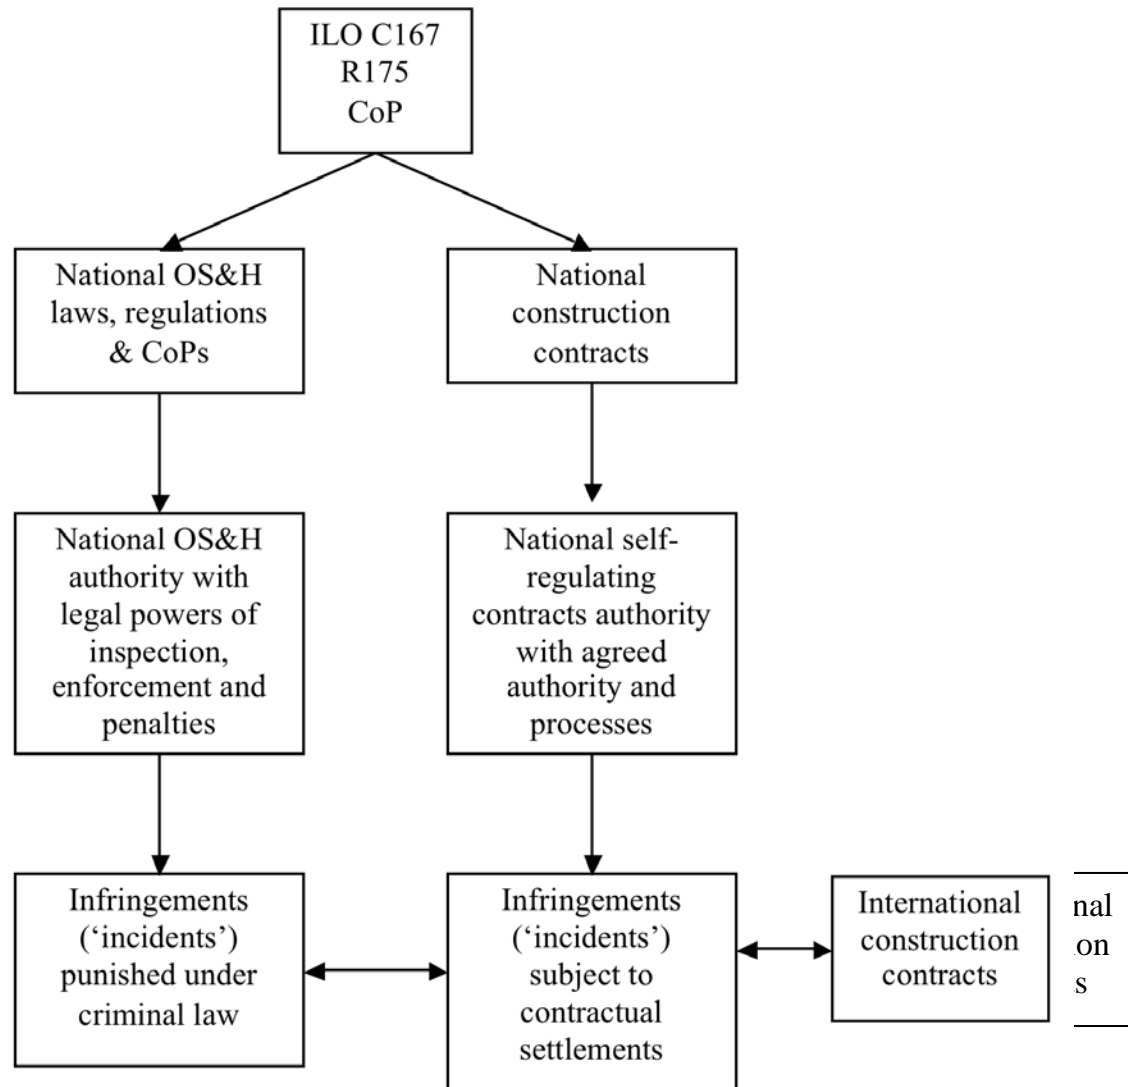 ILO C167
R175
CoP
National OS&H
laws, regulations
& CoPs
National
construction
contracts
National OS&H
authority with
legal powers of
inspection,
enforcement and
penalties
National self-
regulating
contracts authority
with agreed
authority and
processes
Infringements
(‘incidents’)
punished under
criminal law
Infringements
(‘incidents’)
subject to
contractual
settlements
International
construction
contracts
nal
on
s